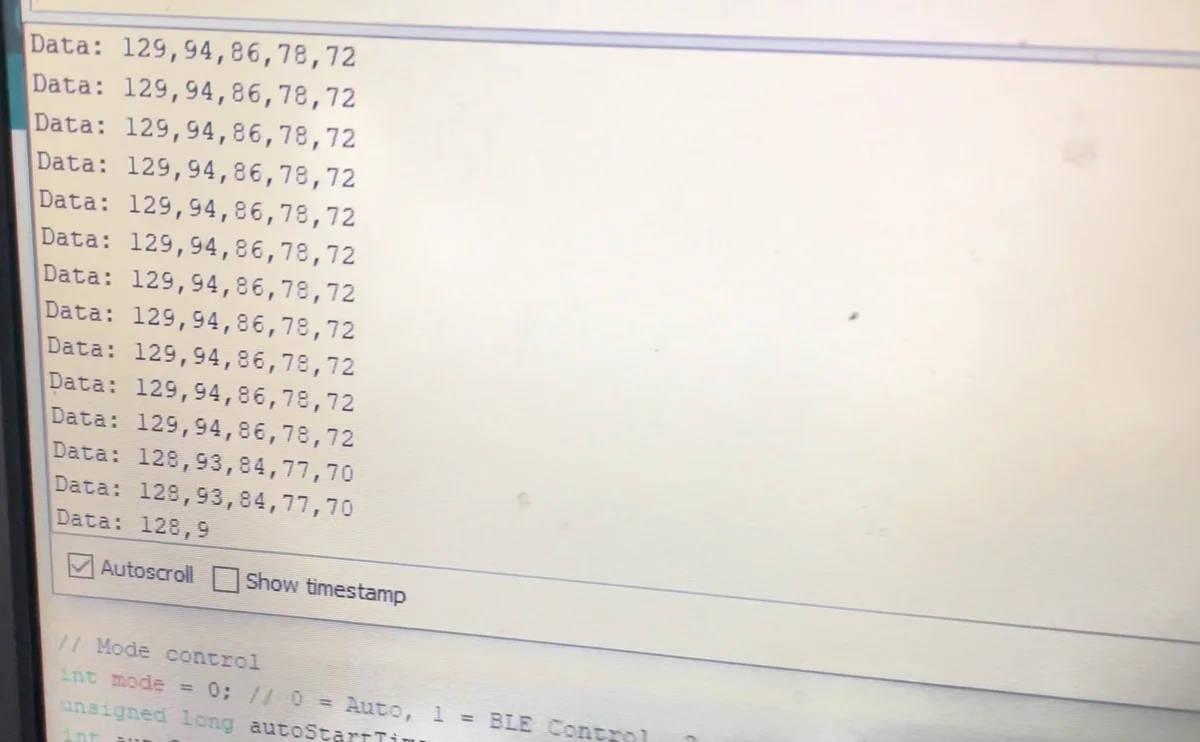 Data: 129,94,86,78,72
Data: 129,94,86,78,72
Data: 129,94,86,78,72
Data: 129,94,86,78,72
Data: 129,94,86,78,72
Data: 129,94,86,78,72
Data: 129,94,86,78,72
Data: 129,94,86,78,72
Data: 129,94,86,78,72
Data: 129,94,86,78,72
Data: 129,94,86,78,72
Data: 128,93,84,77,70
Data: 128,93,84,77,70
Data: 128,9
Autoscroll Show timestamp
// Mode control
int mode = 0; // 0 = Auto, 1 = BLE Control,
unsigned long autoStartTim
int